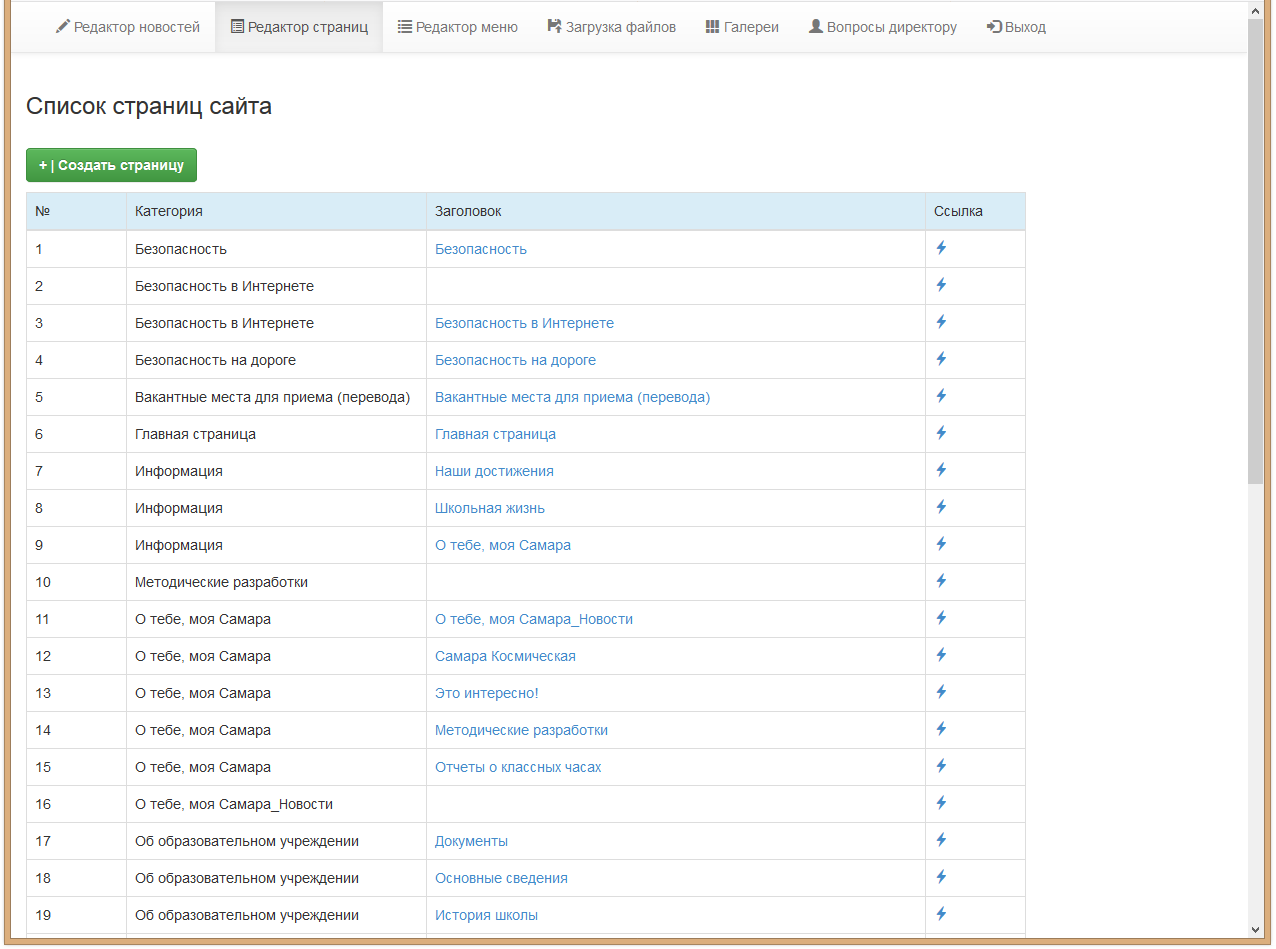 Редактор новостей Редактор страниц Редактор меню Загрузка файлов Галереи Вопросы директору Выход
Список страниц сайта
+ | Создать страницу
№ Категория Заголовок Ссылка
1 Безопасность Безопасность
2 Безопасность в Интернете
3 Безопасность в Интернете Безопасность в Интернете
4 Безопасность на дороге Безопасность на дороге
5 Вакантные места для приема (перевода) Вакантные места для приема (перевода)
6 Главная страница Главная страница
7 Информация Наши достижения
8 Информация Школьная жизнь
9 Информация О тебе, моя Самара
10 Методические разработки
11 О тебе, моя Самара О тебе, моя Самара_Новости
12 О тебе, моя Самара Самара Космическая
13 О тебе, моя Самара Это интересно!
14 О тебе, моя Самара Методические разработки
15 О тебе, моя Самара Отчеты о классных часах
16 О тебе, моя Самара_Новости
17 Об образовательном учреждении Документы
18 Об образовательном учреждении Основные сведения
19 Об образовательном учреждении История школы